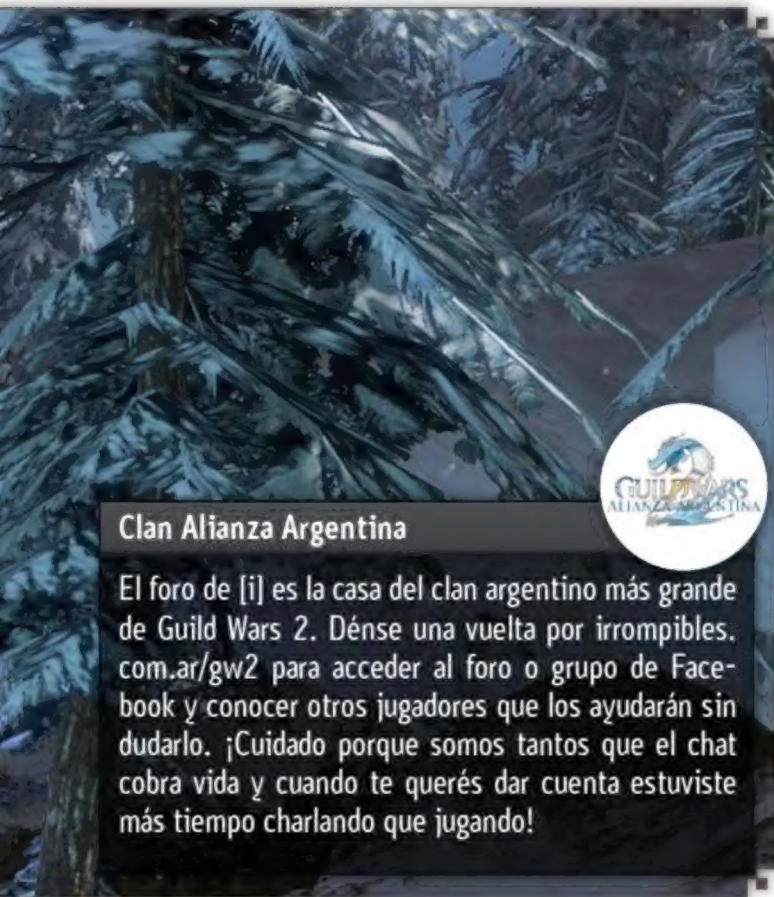 GUILD WARS
ALIANZA ARGENTINA
Clan Alianza Argentina
El foro de [i] es la casa del clan argentino más grande
de Guild Wars 2. Dénse una vuelta por irrompibles.
com.ar/gw2 para acceder al foro o grupo de Face-
book y conocer otros jugadores que los ayudarán sin
dudarlo. ¡Cuidado porque somos tantos que el chat
cobra vida y cuando te querés dar cuenta estuviste
más tiempo charlando que jugando!